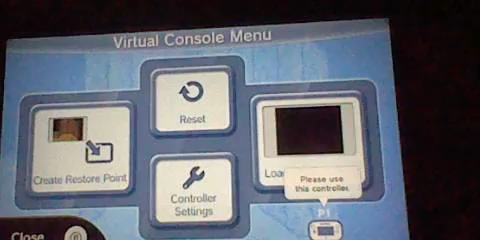 Virtual Console Menu
Reset
Create Restore Point
Controller
Settings
Please use
this controller.
P1
Close